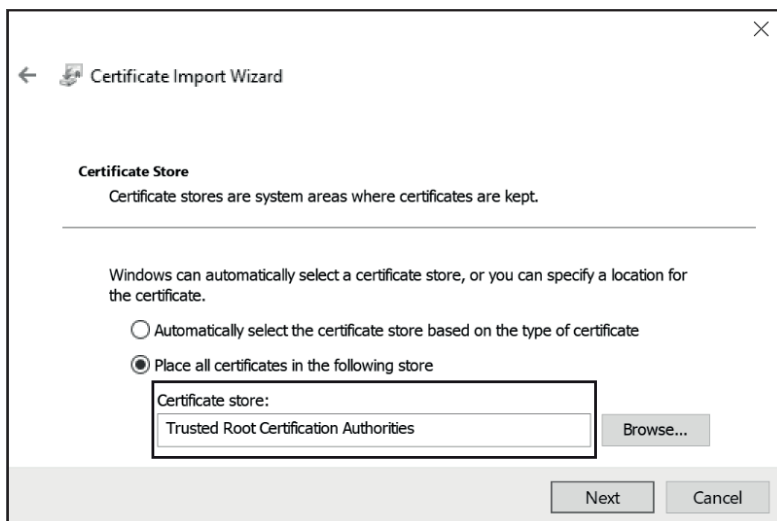 Certificate Import Wizard
Certificate Store
Certificate stores are system areas where certificates are kept.
Windows can automatically select a certificate store, or you can specify a location for
the certificate.
Automatically select the certificate store based on the type of certificate
Place all certificates in the following store
Certificate store:
Trusted Root Certification Authorities
Browse...
Next
Cancel